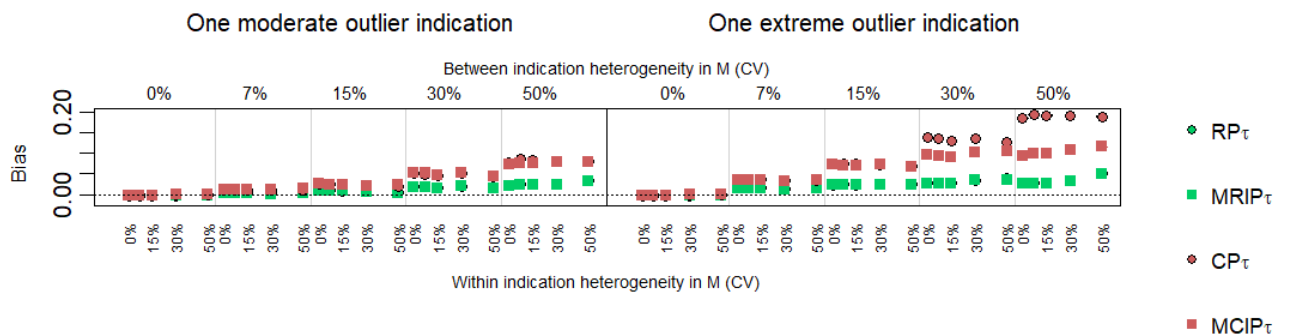 One moderate outlier indication One extreme outlier indication
Between indication heterogeneity in M (CV)
0% 7% 15% 30% 50% 0% 7% 15% 30% 50%
0.20
0.00
Bias
0% 15% 30% 50% 0% 15% 30% 50% 0% 15% 30% 50% 0% 15% 30% 50% 0% 15% 30% 50% 0% 15% 30% 50% 0% 15% 30% 50% 0% 15% 30% 50% 0% 15% 30% 50% 0% 15% 30% 50%
Within indication heterogeneity in M (CV)
RPτ
MRIPτ
CPτ
MCIPτ